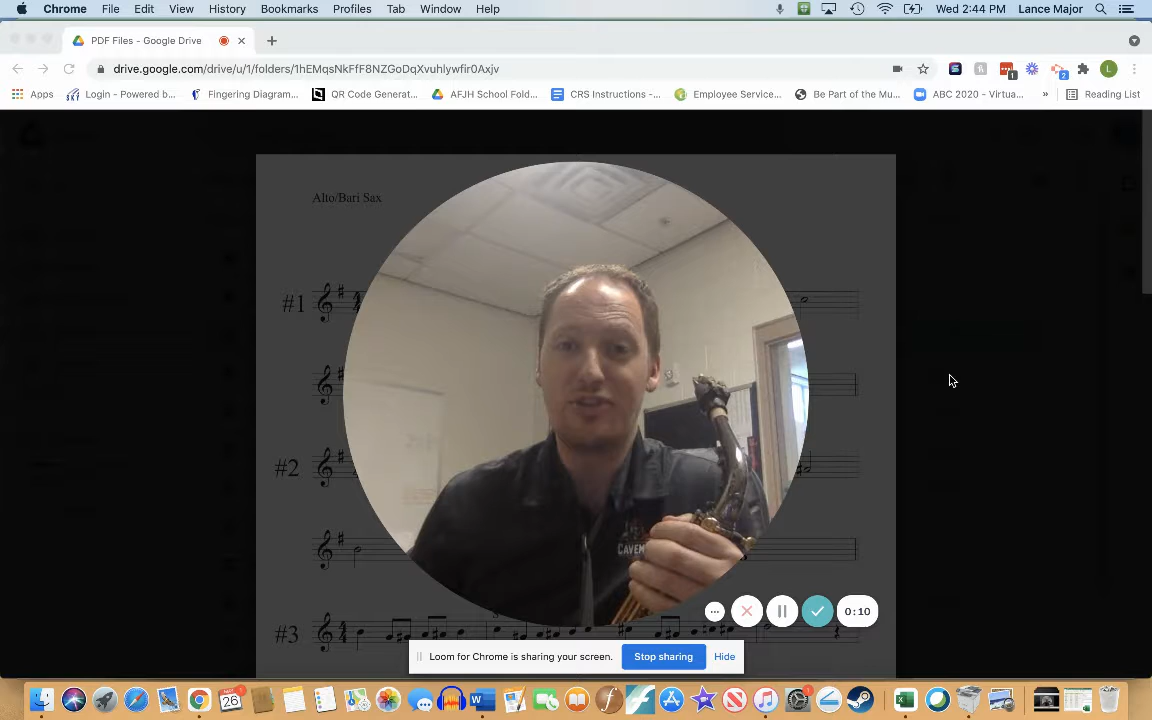 Chrome File Edit View History Bookmarks Profiles Tab Window Help Wed 2:44 PM Lance Major
PDF Files - Google Drive
drive.google.com/drive/u/1/folders/1hEMqsNkFfF8NZGoDqXvuhlywfir0Axjv
Apps Login - Powered b... Fingering Diagram... QR Code Generat... AFJH School Fold... CRS Instructions -... Employee Service... Be Part of the Mu... ABC 2020 - Virtua... » Reading List
Alto/Bari Sax
#1
#2
CAVEM
#3
0:10
Loom for Chrome is sharing your screen. Stop sharing Hide